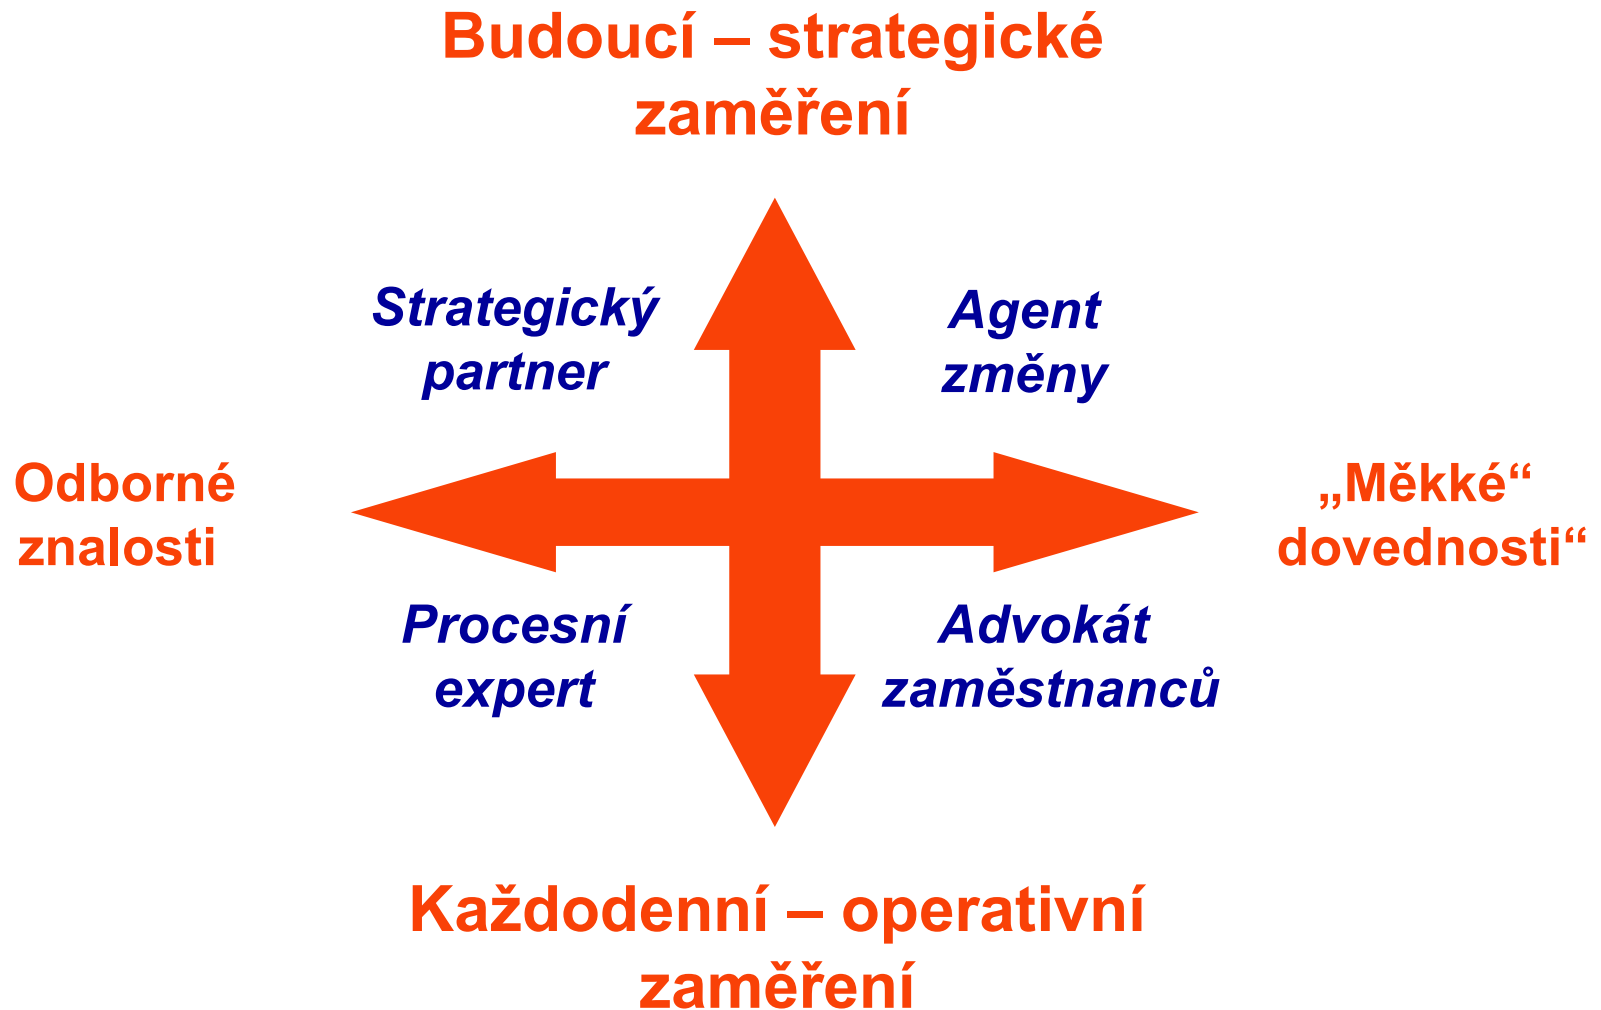 Budoucí – strategické
zaměření
Strategický
partner
Agent
změny
Odborné
znalosti
„Měkké“
dovednosti“
Procesní
expert
Advokát
zaměstnanců
Každodenní – operativní
zaměření